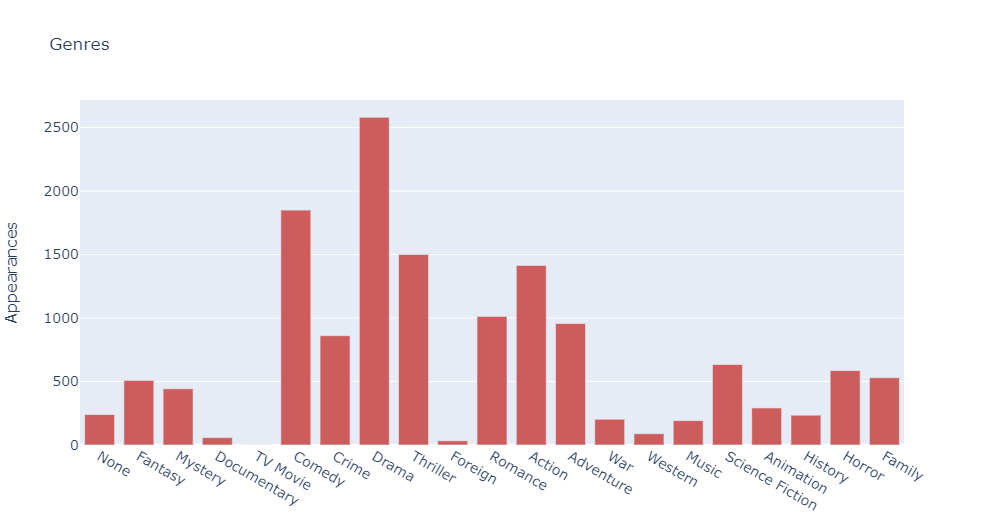 Genres
Appearances
2500
2000
1500
1000
500
0
None
Fantasy
Mystery
Documentary
TV Movie
Comedy
Crime
Drama
Thriller
Foreign
Romance
Action
Adventure
War
Western
Music
Science Fiction
Animation
History
Horror
Family